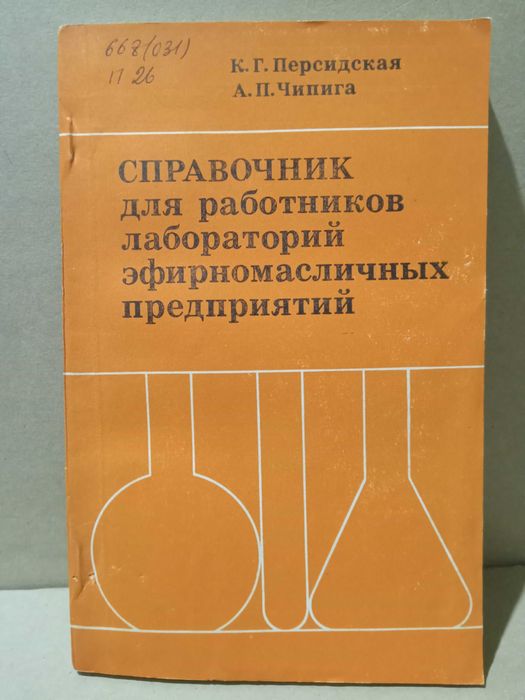 668(031)
П 26
К. Г. Персидская
А. П. Чипига
СПРАВОЧНИК
для работников
лабораторий
эфирномасличных
предприятий